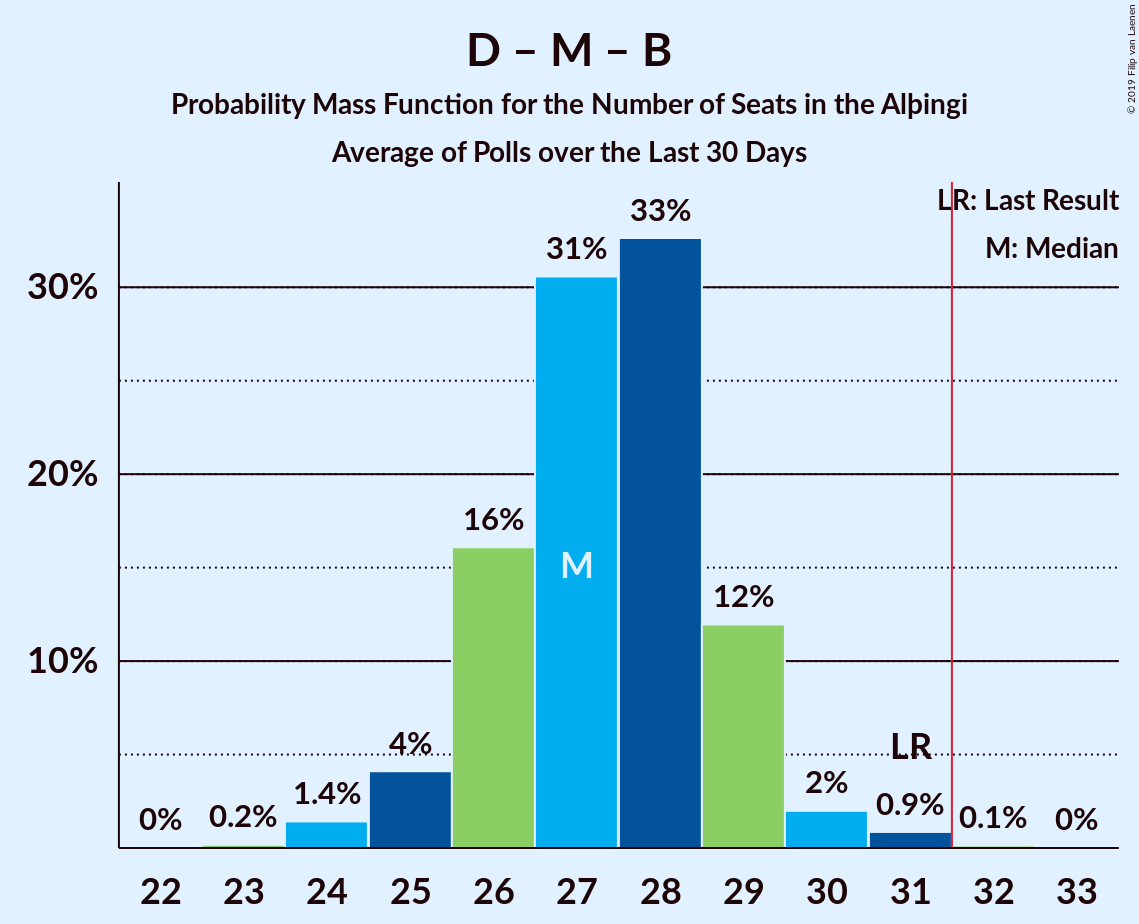 D – M – B
Probability Mass Function for the Number of Seats in the Alþingi
Average of Polls over the Last 30 Days
© 2019 Filip van Laenen
LR: Last Result
M: Median
30%
20%
10%
0%
0.2%
1.4%
4%
16%
31%
M
33%
12%
2%
LR
0.9%
0.1%
0%
22 23 24 25 26 27 28 29 30 31 32 33